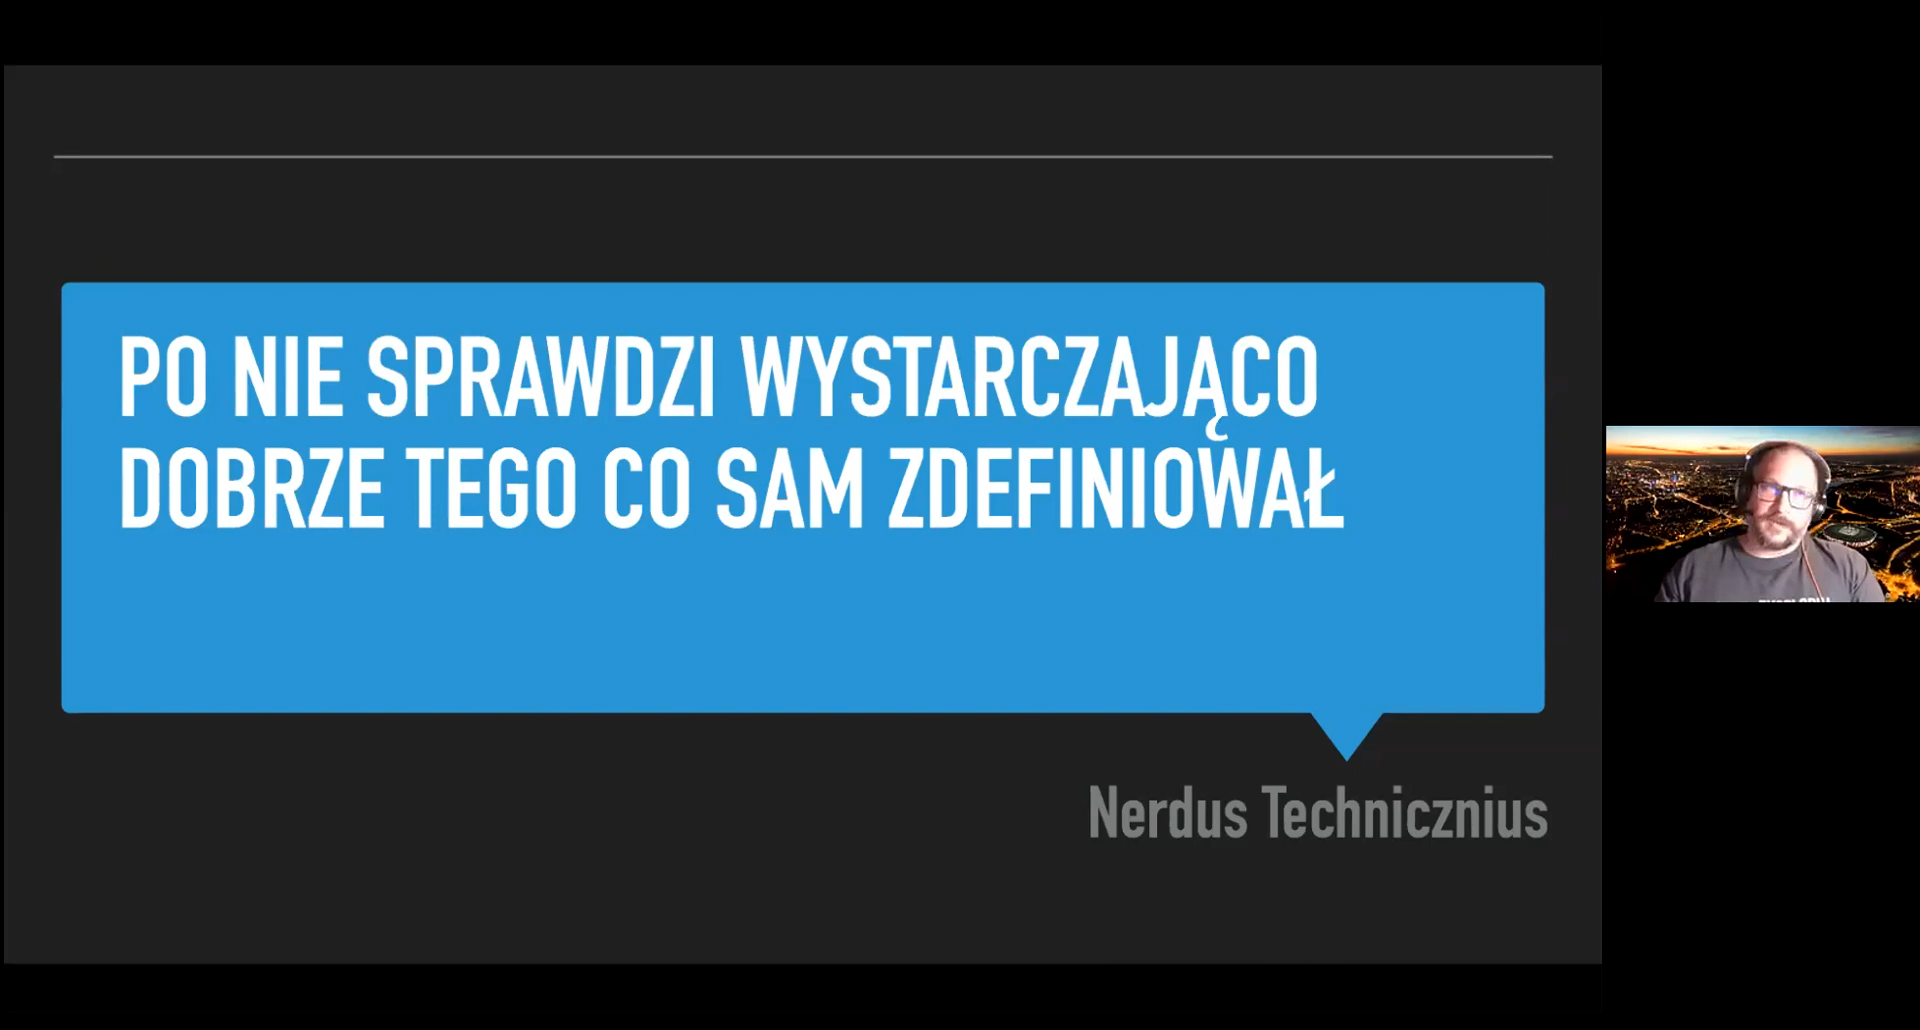 PO NIE SPRAWDZI WYSTARCZAJĄCO
DOBRZE TEGO CO SAM ZDEFINIOWAŁ
Nerdus Technicznius